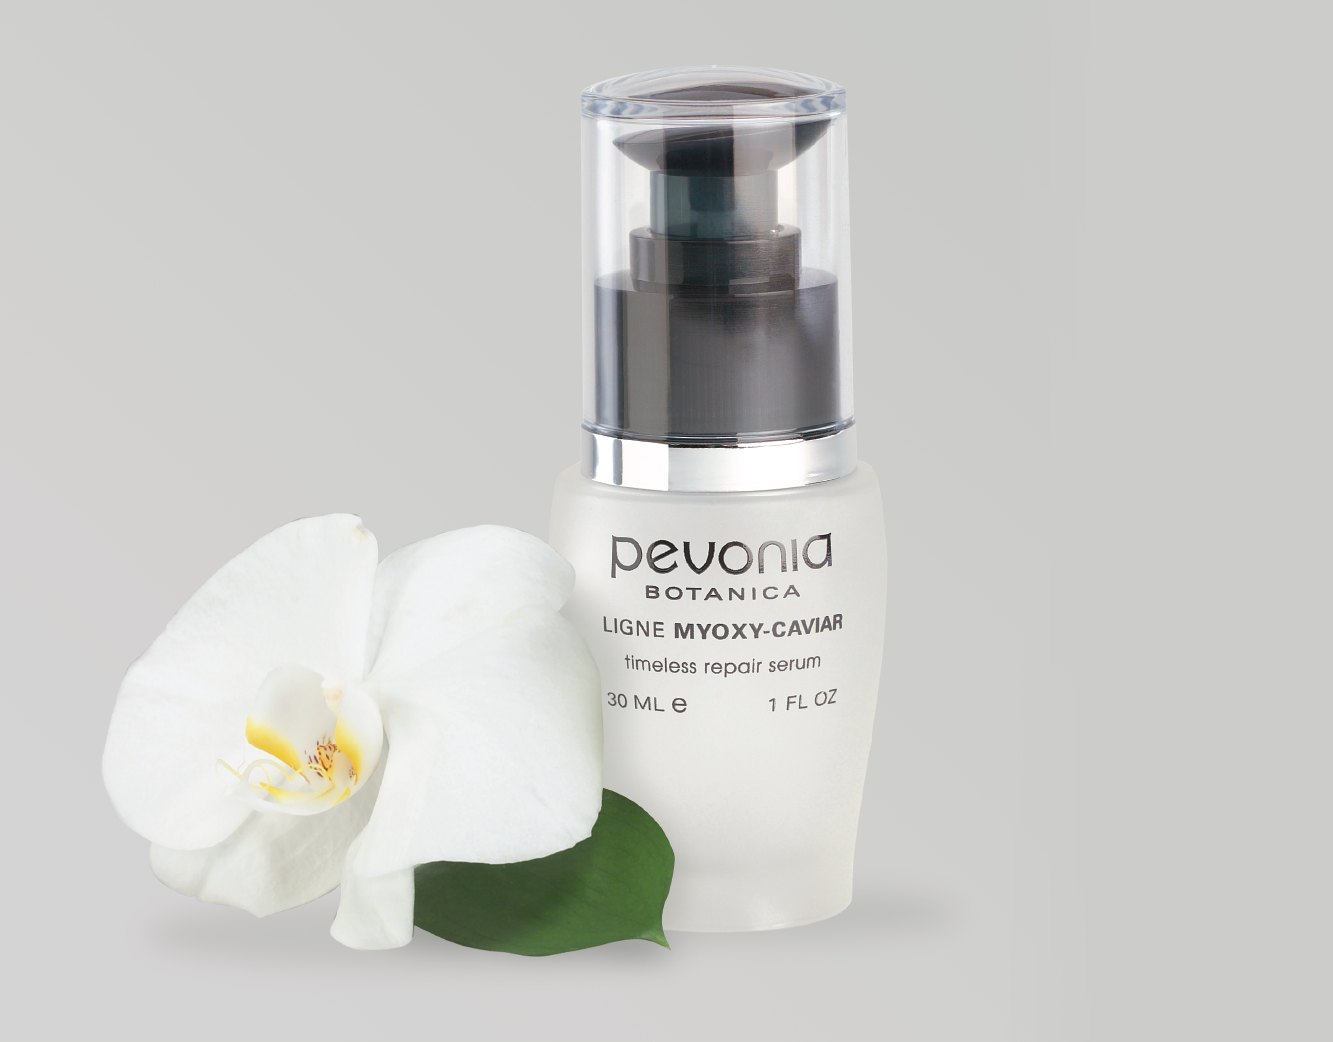 pevonia
BOTANICA
LIGNE MYOXY-CAVIAR
timeless repair serum
30 ML e 1 FL OZ